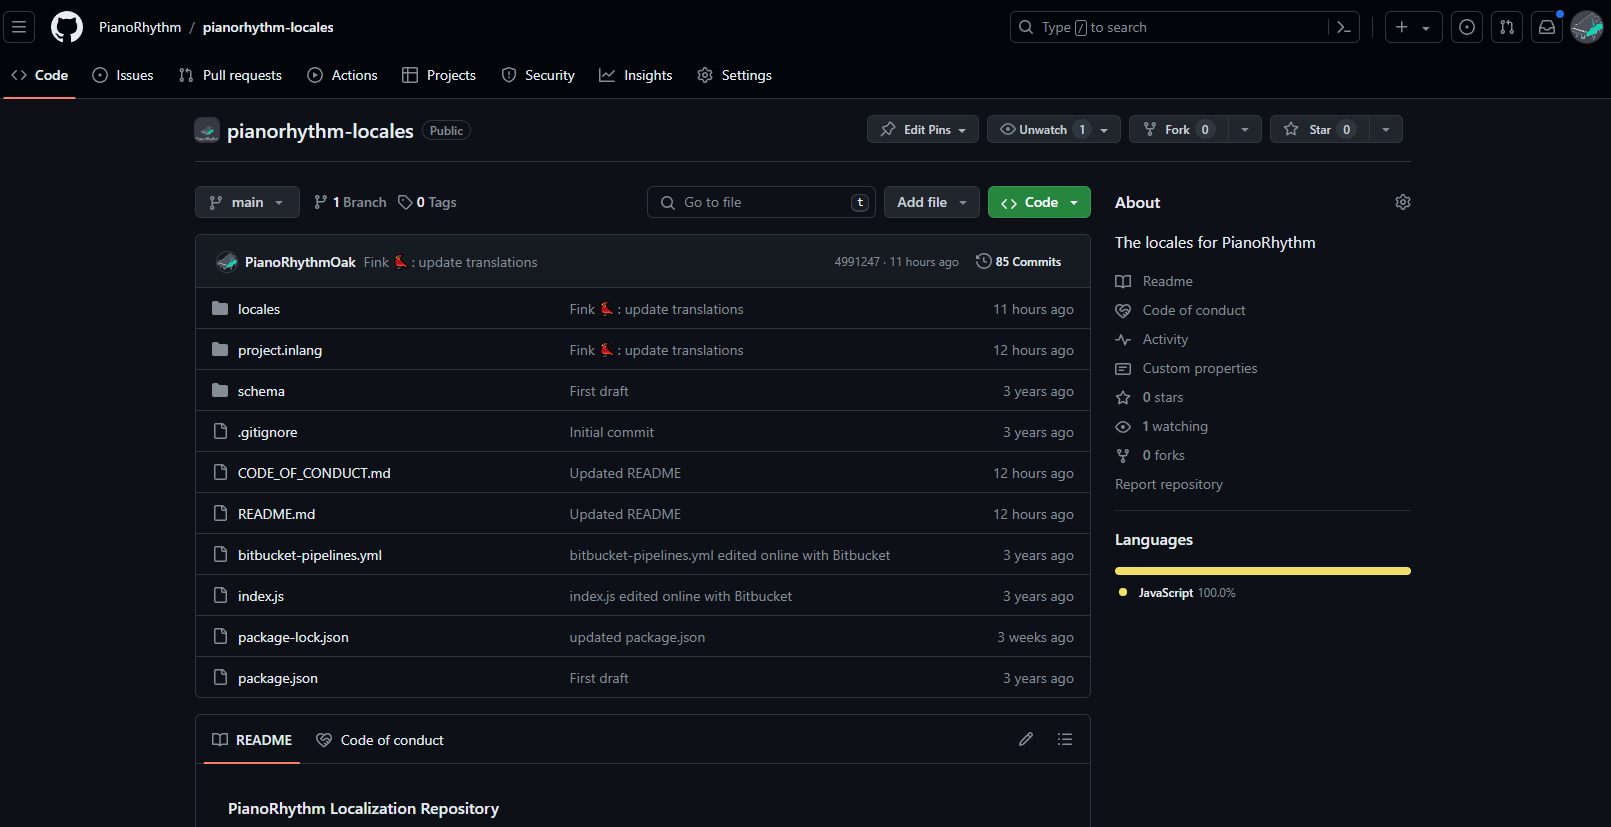 PianoRhythm / pianorhythm-locales
Type / to search
Code Issues Pull requests Actions Projects Security Insights Settings
pianorhythm-locales Public
Edit Pins Unwatch 1 Fork 0 Star 0
main 1 Branch 0 Tags Go to file t Add file Code
PianoRhythmOak Fink : update translations 4991247 · 11 hours ago 85 Commits
locales Fink : update translations 11 hours ago
project.inlang Fink : update translations 12 hours ago
schema First draft 3 years ago
.gitignore Initial commit 3 years ago
CODE_OF_CONDUCT.md Updated README 12 hours ago
README.md Updated README 12 hours ago
bitbucket-pipelines.yml bitbucket-pipelines.yml edited online with Bitbucket 3 years ago
index.js index.js edited online with Bitbucket 3 years ago
package-lock.json updated package.json 3 weeks ago
package.json First draft 3 years ago
README Code of conduct
PianoRhythm Localization Repository
About
The locales for PianoRhythm
Readme
Code of conduct
Activity
Custom properties
0 stars
1 watching
0 forks
Report repository
Languages
JavaScript 100.0%